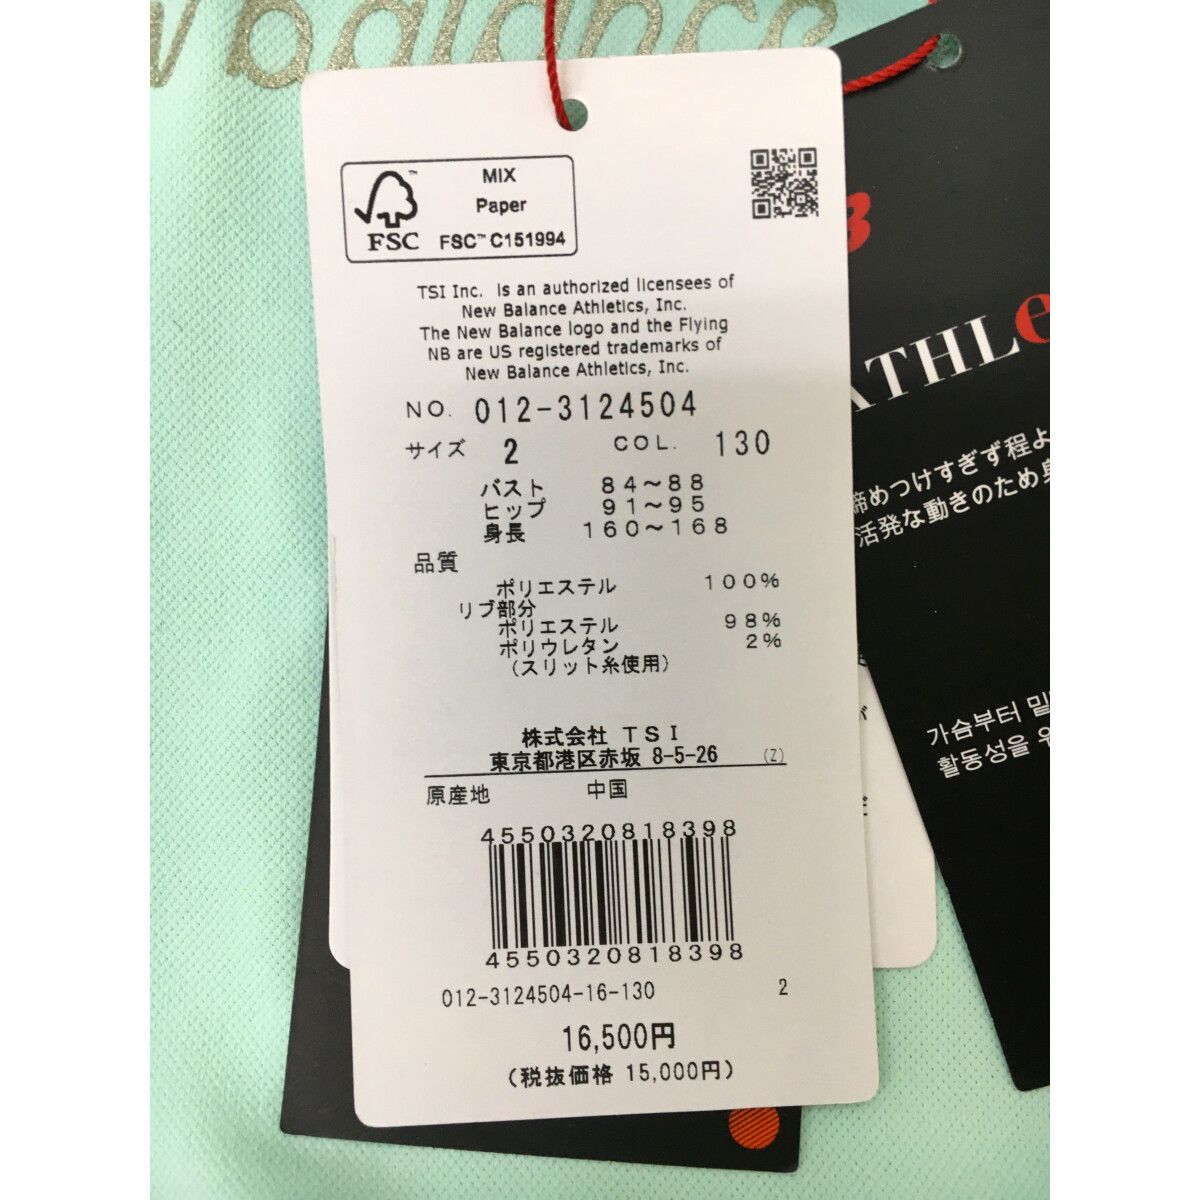 balance
MIX
Paper
FSC
FSC™ C151994
TSI Inc. is an authorized licensees of
New Balance Athletics, Inc.
The New Balance logo and the Flying
NB are US registered trademarks of
New Balance Athletics, Inc.
NO. 012-3124504
サイズ 2 COL. 130
バスト 84〜88
ヒップ 91〜95
身長 160〜168
品質
ポリエステル 100%
リブ部分
ポリエステル 98%
ポリウレタン 2%
(スリット糸使用)
株式会社 TSI
東京都港区赤坂 8-5-26 (Z)
原産地 中国
4550320818398
4550320818398
012-3124504-16-130 2
16,500円
(税抜価格 15,000円)
ATHLe
締めつけすぎず程よ
活発な動きのため
가슴부터 밑
활동성을 위